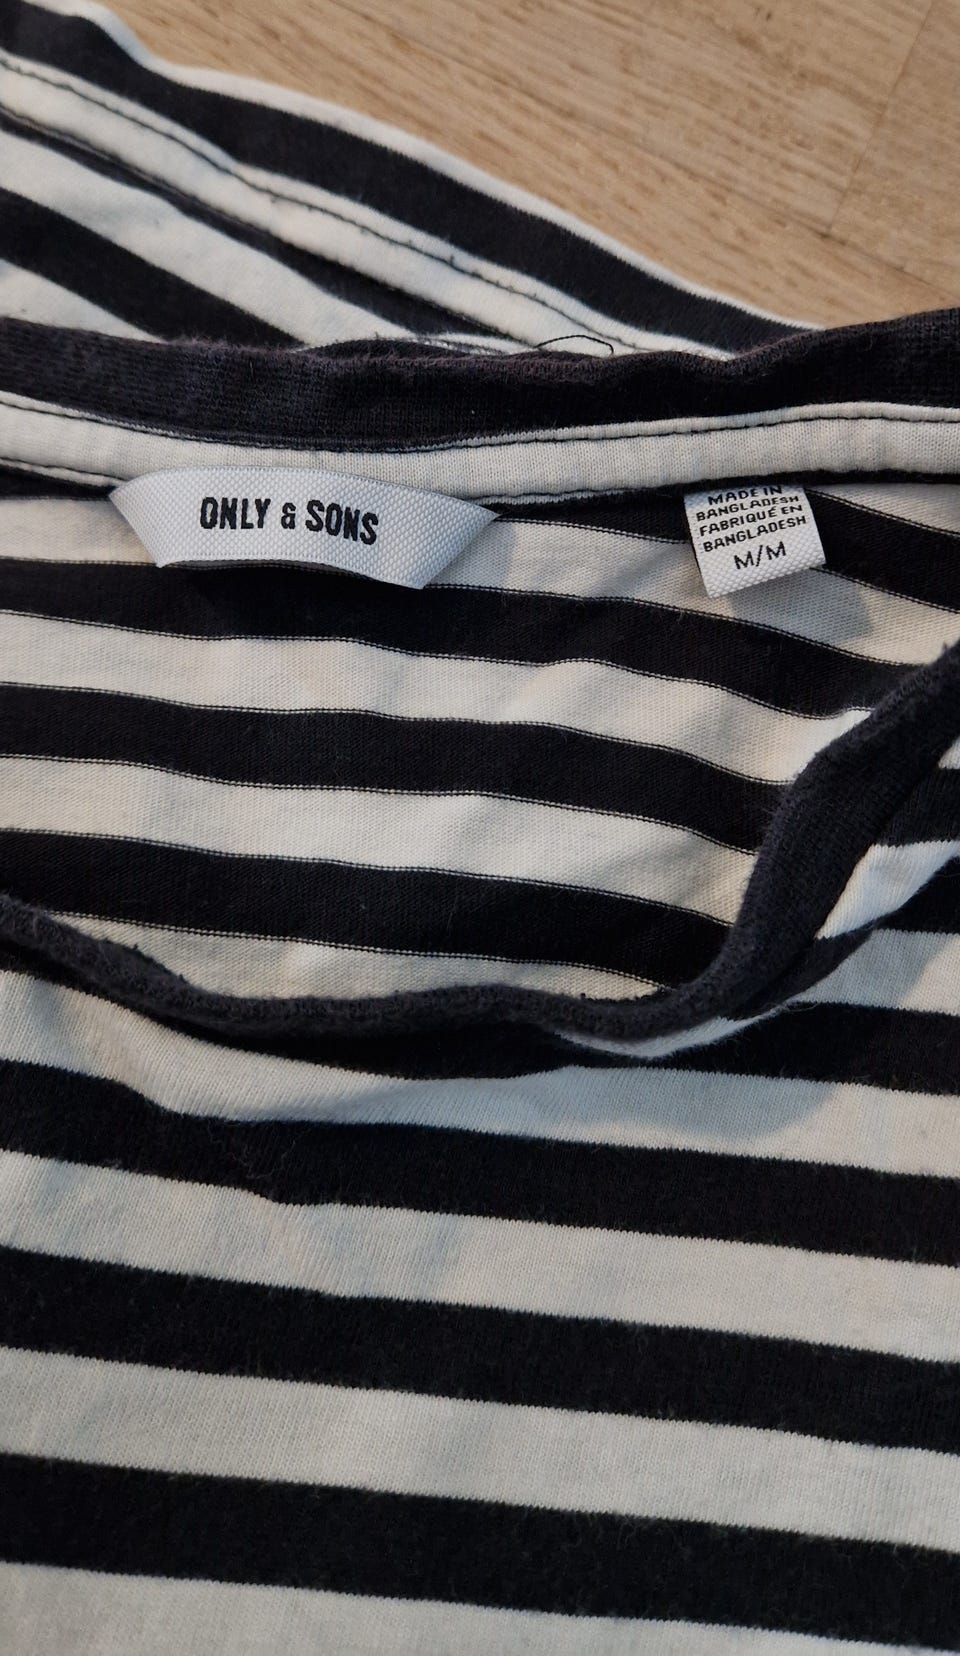 ONLY & SONS
MADE IN
BANGLADESH
FABRIQUÉ EN
BANGLADESH
M/M